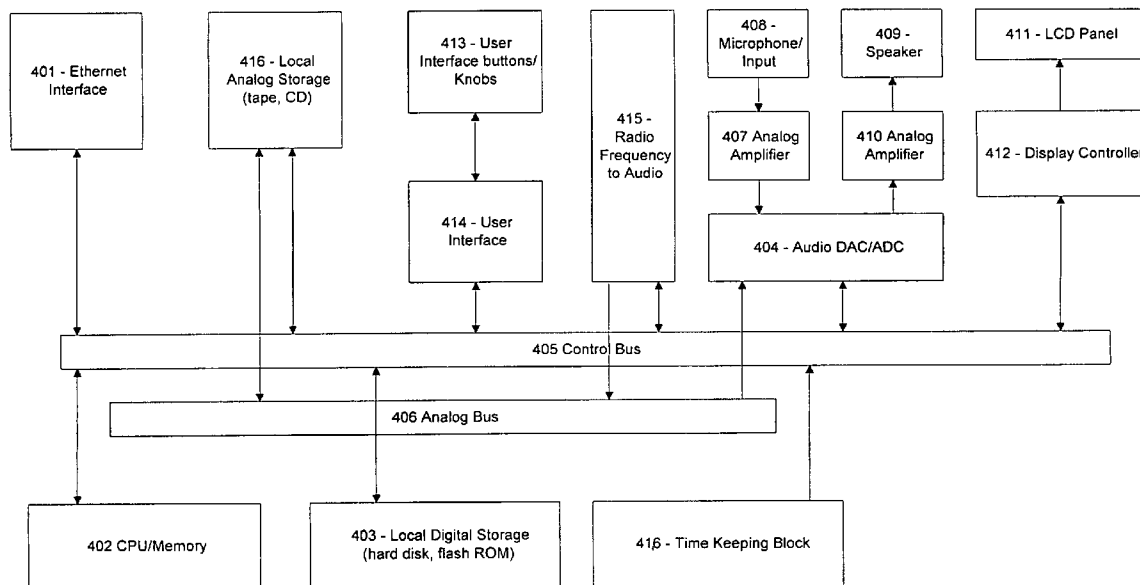 401 - Ethernet
Interface
416 - Local
Analog Storage
(tape, CD)
413 - User
Interface buttons/
Knobs
415 -
Radio
Frequency
to Audio
408 -
Microphone/
Input
409 -
Speaker
411 - LCD Panel
407 Analog
Amplifier
410 Analog
Amplifier
412 - Display Controller
414 - User
Interface
404 - Audio DAC/ADC
405 Control Bus
406 Analog Bus
402 CPU/Memory
403 - Local Digital Storage
(hard disk, flash ROM)
416 - Time Keeping Block